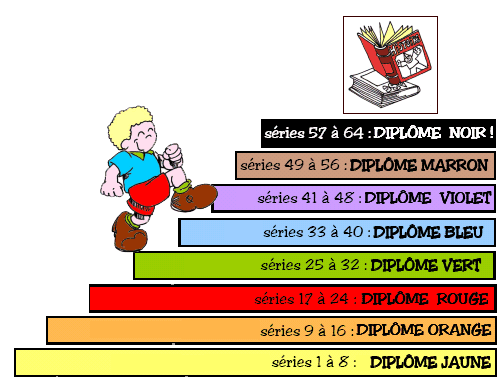 séries 57 à 64 : DIPLÔME NOIR !
séries 49 à 56 : DIPLÔME MARRON
séries 41 à 48 : DIPLÔME VIOLET
séries 33 à 40 : DIPLÔME BLEU
séries 25 à 32 : DIPLÔME VERT
séries 17 à 24 : DIPLÔME ROUGE
séries 9 à 16 : DIPLÔME ORANGE
séries 1 à 8 : DIPLÔME JAUNE